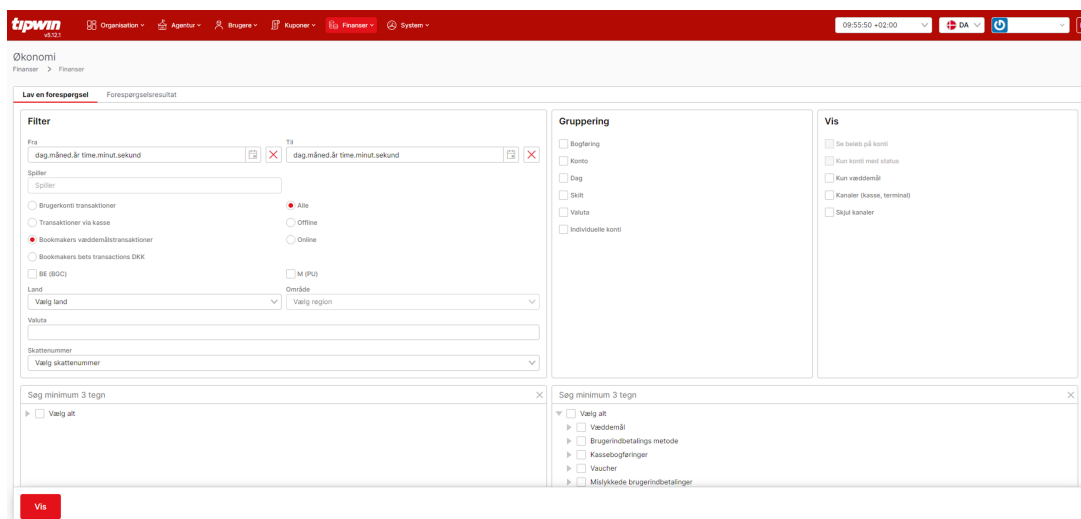 tipwin
v5.12.1
Organisation
Agentur
Brugere
Kuponer
Finanser
System
09:55:50 +02:00
DA
Økonomi
Finanser > Finanser
Lav en forespørgsel
Forespørgselsresultat
Filter
Fra
Til
dag.måned.år time.minut.sekund
dag.måned.år time.minut.sekund
Spiller
Spiller
Brugerkonti transaktioner
Alle
Transaktioner via kasse
Offline
Bookmakers væddemålstransaktioner
Online
Bookmakers bets transactions DKK
BE (BGC)
M (PU)
Land
Område
Vælg land
Vælg region
Valuta
Skattenummer
Vælg skattenummer
Gruppering
Bogføring
Konto
Dag
Skilt
Valuta
Individuelle konti
Vis
Se beløb på konti
Kun konti med status
Kun væddemål
Kanaler (kasse, terminal)
Skjul kanaler
Søg minimum 3 tegn
Vælg alt
Søg minimum 3 tegn
Vælg alt
Væddemål
Brugerindbetalings metode
Kassebogføringer
Vaucher
Mislykkede brugerindbetalinger
Vis